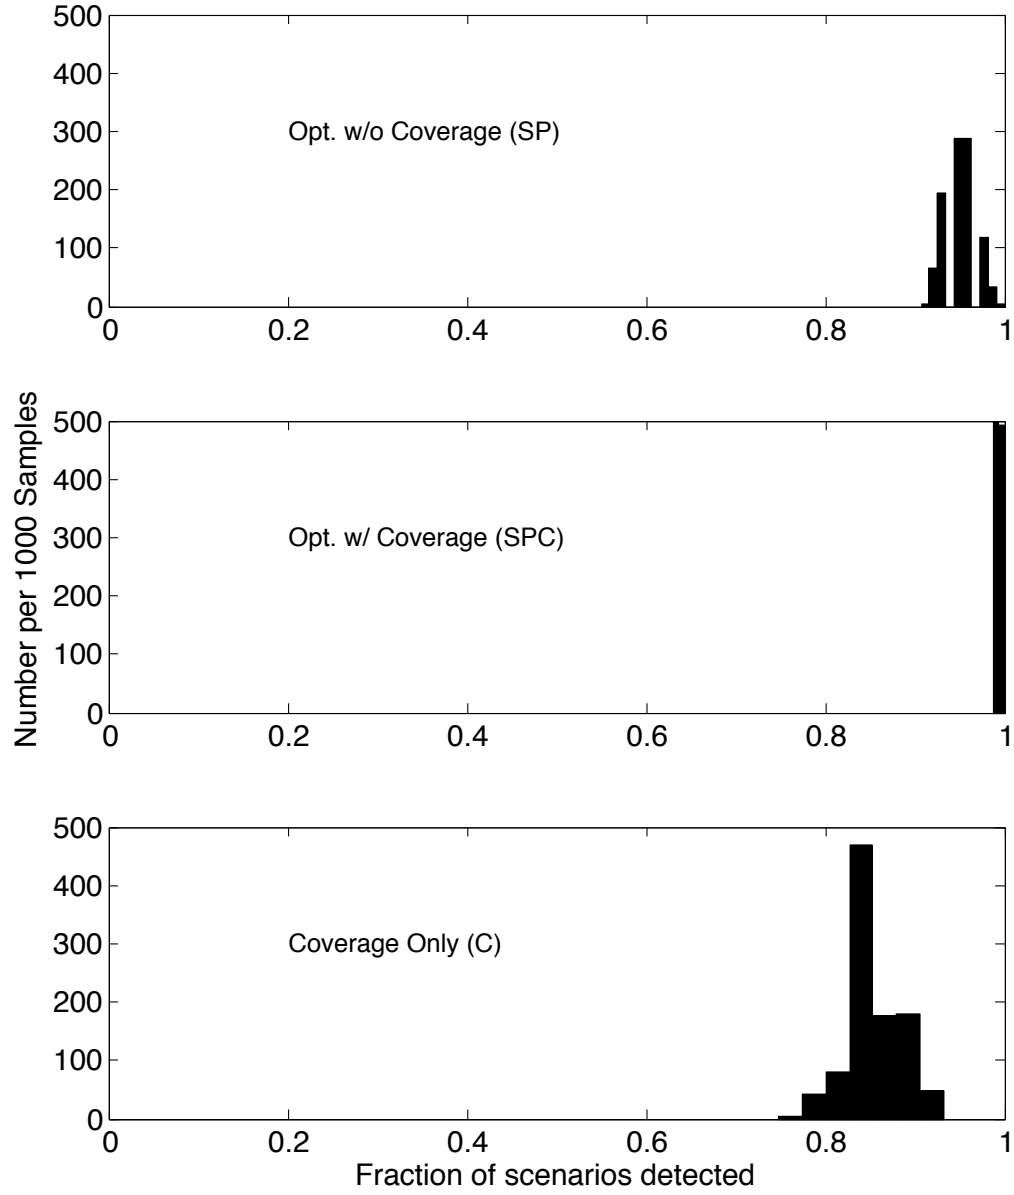 500
400
300
200
100
0
Opt. w/o Coverage (SP)
0 0.2 0.4 0.6 0.8 1
Number per 1000 Samples
500
400
300
200
100
0
Opt. w/ Coverage (SPC)
0 0.2 0.4 0.6 0.8 1
500
400
300
200
100
0
Coverage Only (C)
0 0.2 0.4 0.6 0.8 1
Fraction of scenarios detected